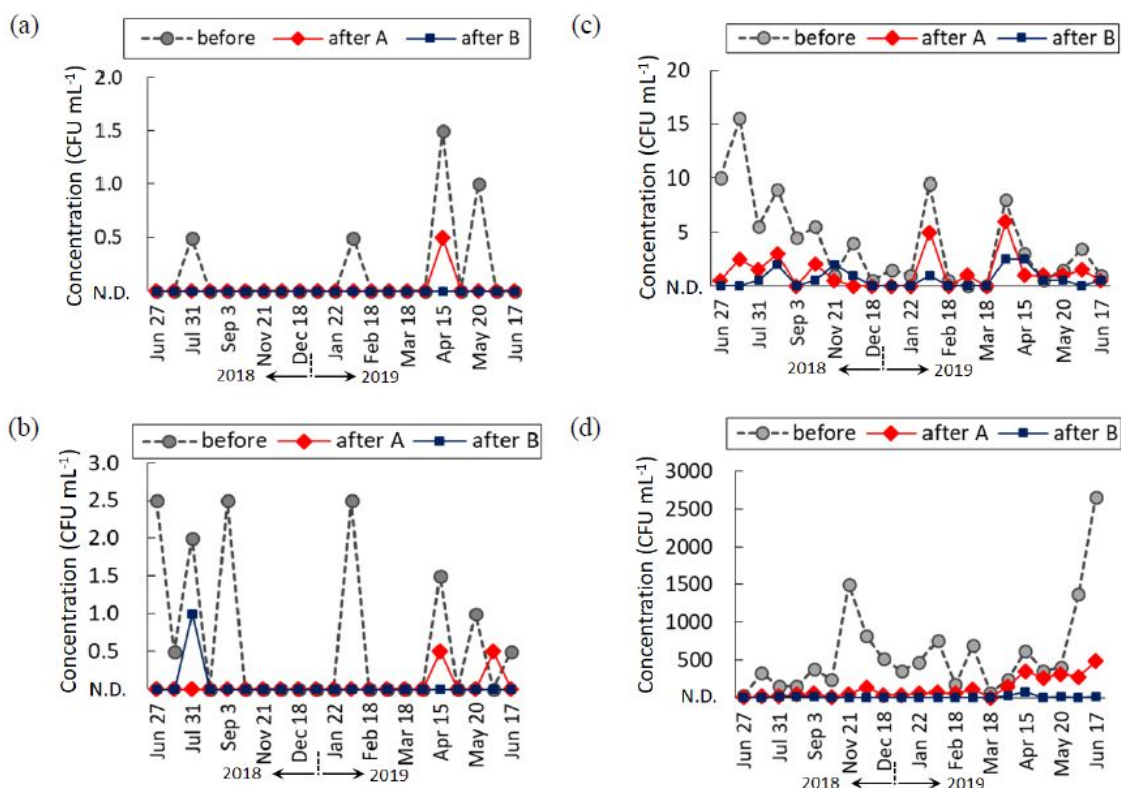 (a)
before after A after B
Concentration (CFU mL-1)
2.0
1.5
1.0
0.5
N.D.
Jun 27
Jul 31
Sep 3
Nov 21
Dec 18
Jan 22
Feb 18
Mar 18
Apr 15
May 20
Jun 17
2018 2019
(c)
before after A after B
Concentration (CFU mL-1)
20
15
10
5
N.D.
Jun 27
Jul 31
Sep 3
Nov 21
Dec 18
Jan 22
Feb 18
Mar 18
Apr 15
May 20
Jun 17
2018 2019
(b)
before after A after B
Concentration (CFU mL-1)
3.0
2.5
2.0
1.5
1.0
0.5
N.D.
Jun 27
Jul 31
Sep 3
Nov 21
Dec 18
Jan 22
Feb 18
Mar 18
Apr 15
May 20
Jun 17
2018 2019
(d)
before after A after B
Concentration (CFU mL-1)
3000
2500
2000
1500
1000
500
N.D.
Jun 27
Jul 31
Sep 3
Nov 21
Dec 18
Jan 22
Feb 18
Mar 18
Apr 15
May 20
Jun 17
2018 2019